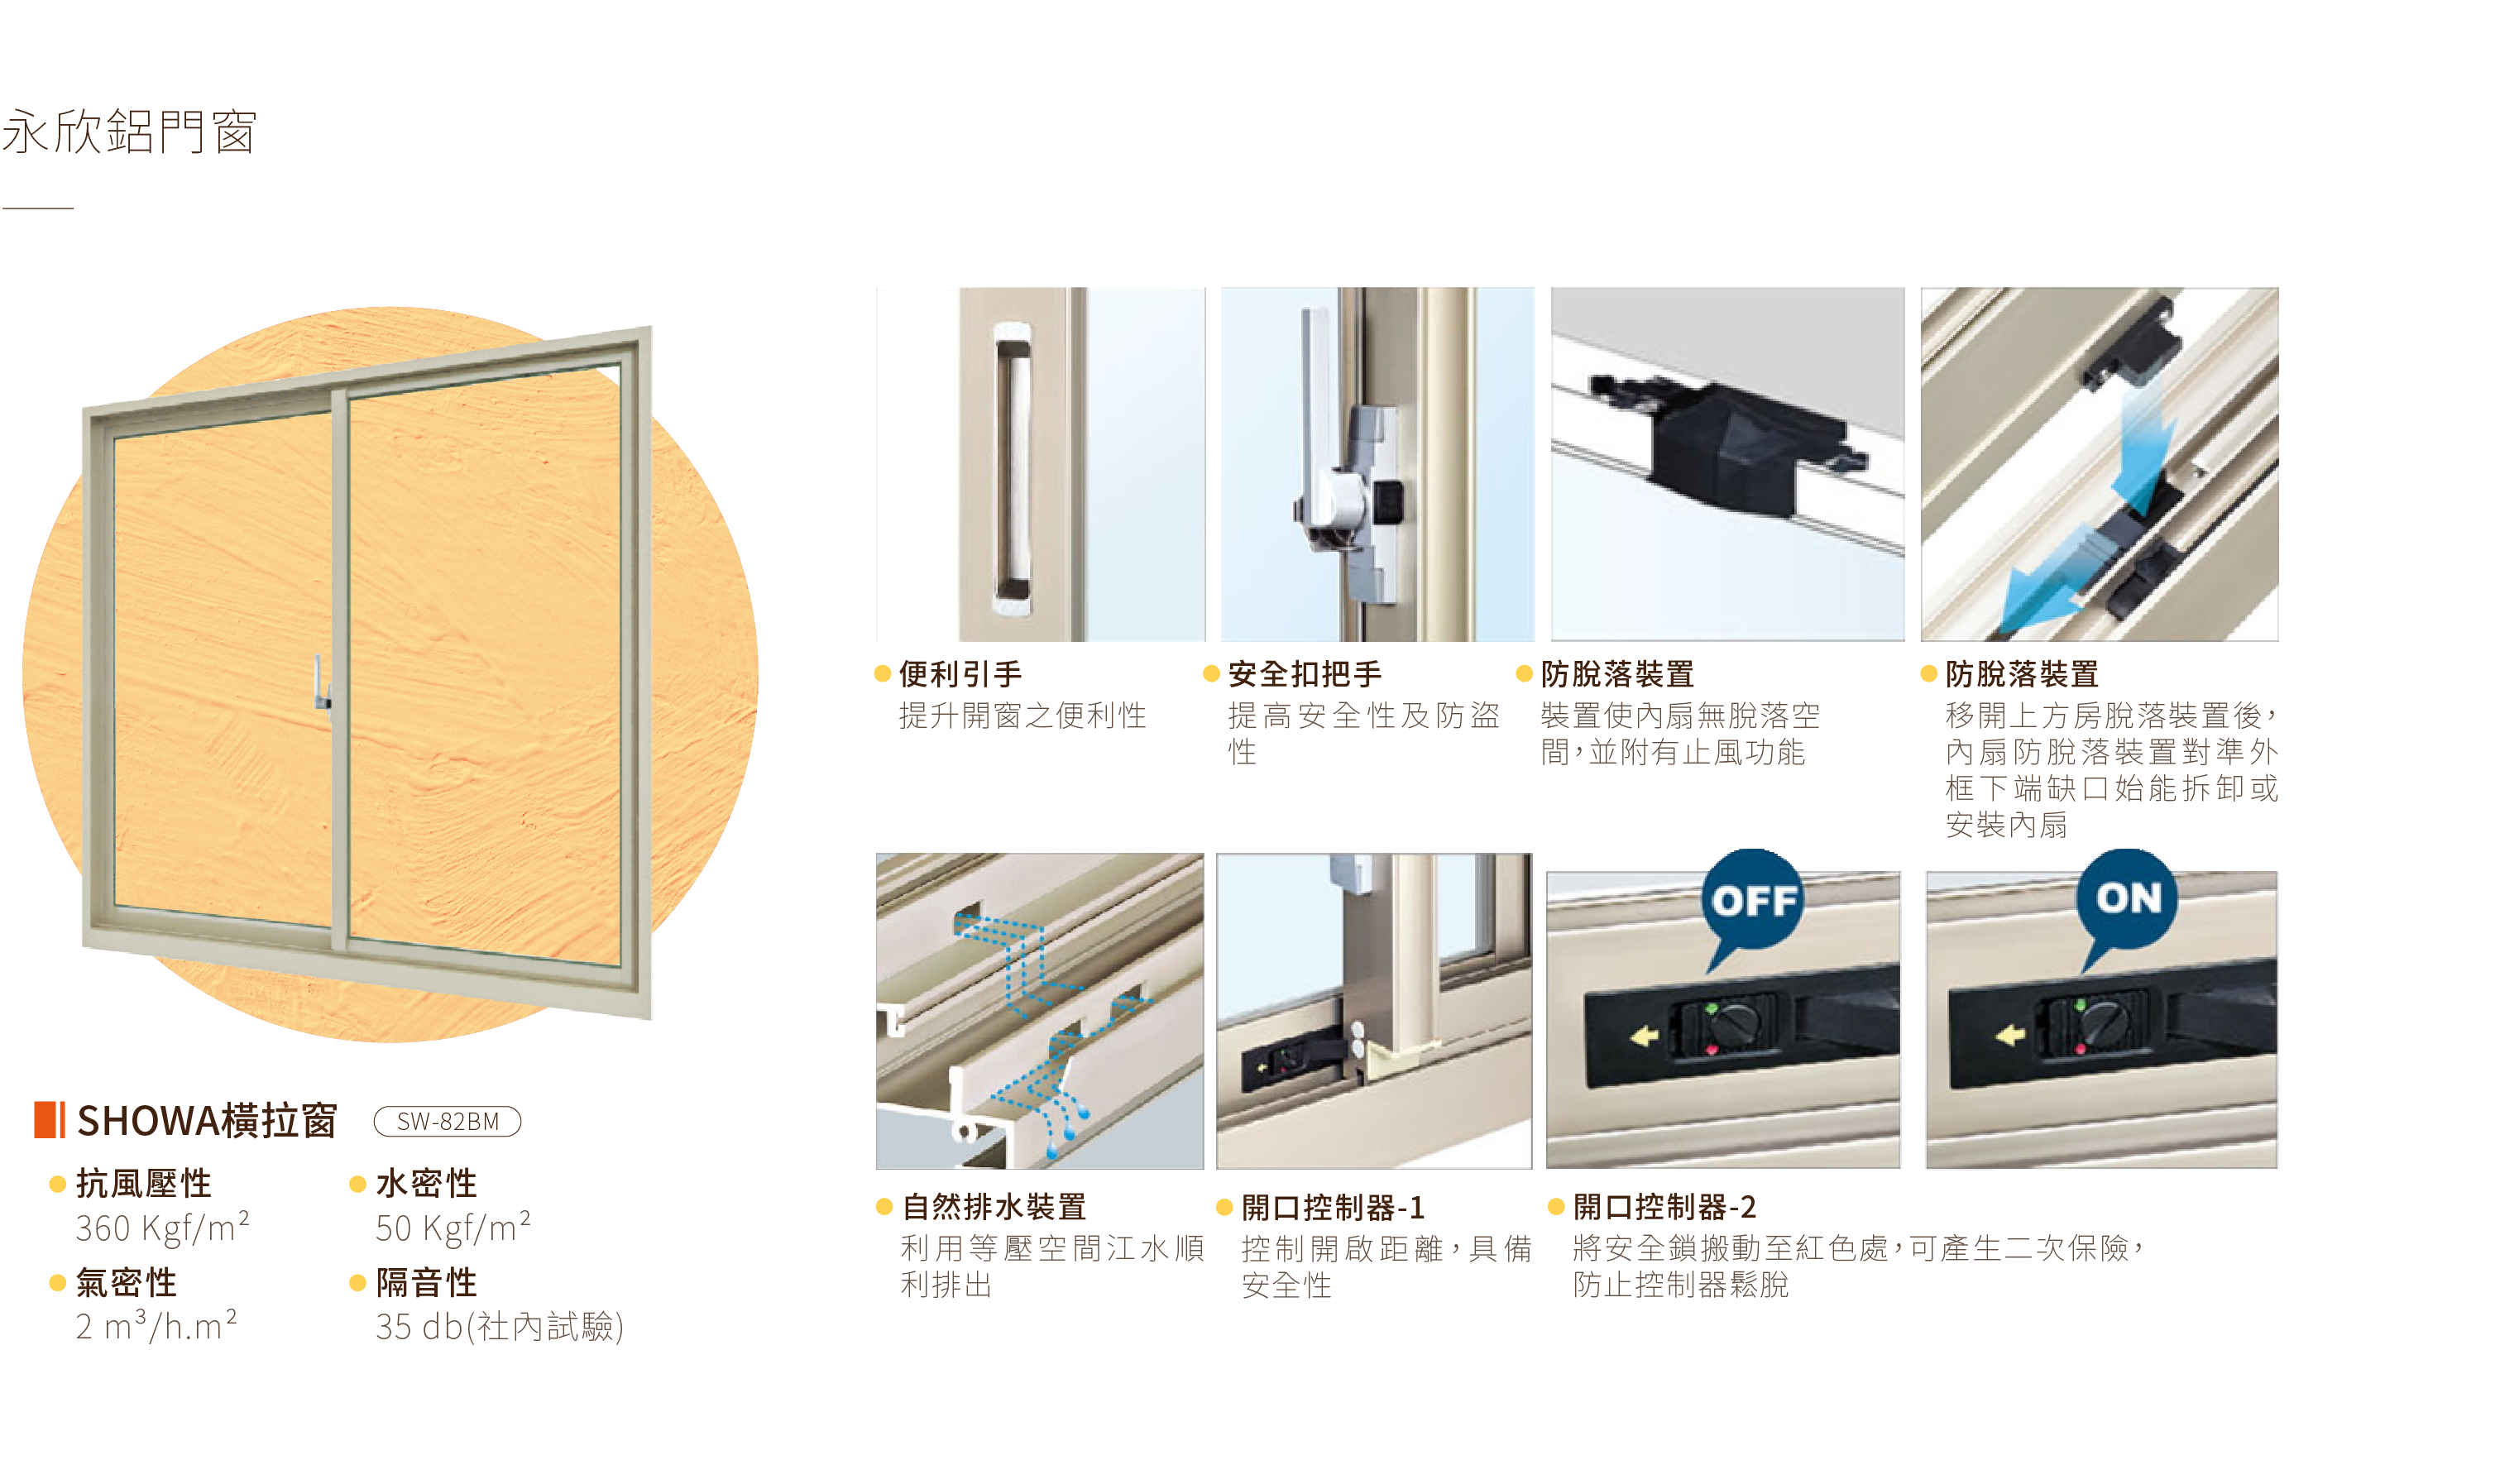 永欣鋁門窗
SHOWA橫拉窗
SW-82BM
抗風壓性
360 Kgf/m²
水密性
50 Kgf/m²
氣密性
2 m³/h.m²
隔音性
35 db(社內試驗)
便利引手
提升開窗之便利性
安全扣把手
提高安全性及防盜
性
防脫落裝置
裝置使內扇無脫落空
間,並附有止風功能
防脫落裝置
移開上方房脫落裝置後,
內扇防脫落裝置對準外
框下端缺口始能拆卸或
安裝內扇
自然排水裝置
利用等壓空間江水順
利排出
開口控制器-1
控制開啟距離,具備
安全性
OFF
ON
開口控制器-2
將安全鎖搬動至紅色處,可產生二次保險,
防止控制器鬆脫